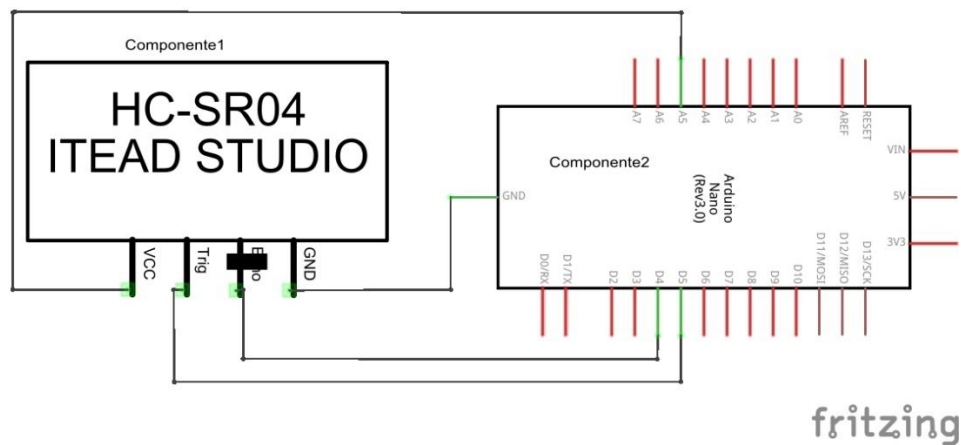 Componente1
HC-SR04
ITEAD STUDIO
VCC
Trig
GND
Componente2
Arduino
Nano
(Rev3.0)
A7
A6
A5
A4
A3
A2
A1
A0
AREF
RESET
VIN
5V
3V3
GND
D0/RX
D1/TX
D2
D3
D4
D5
D6
D7
D8
D9
D10
D11/MOSI
D12/MISO
D13/SCK
fritzing